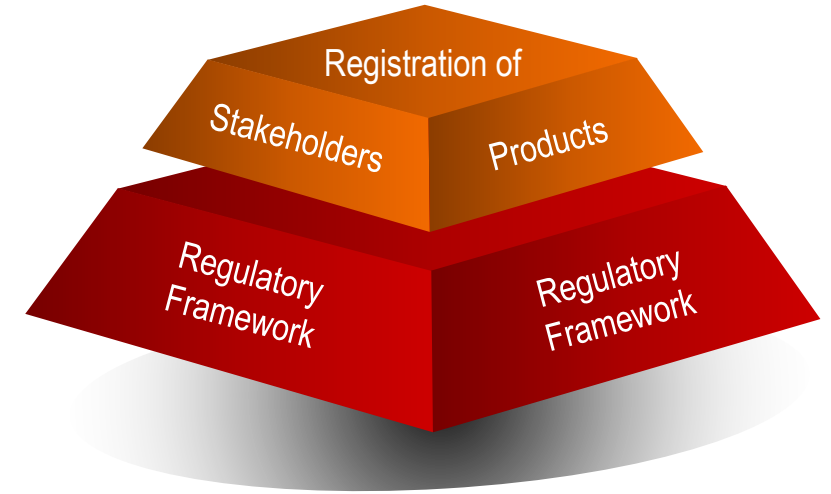 Registration of
Stakeholders
Products
Regulatory
Framework
Regulatory
Framework